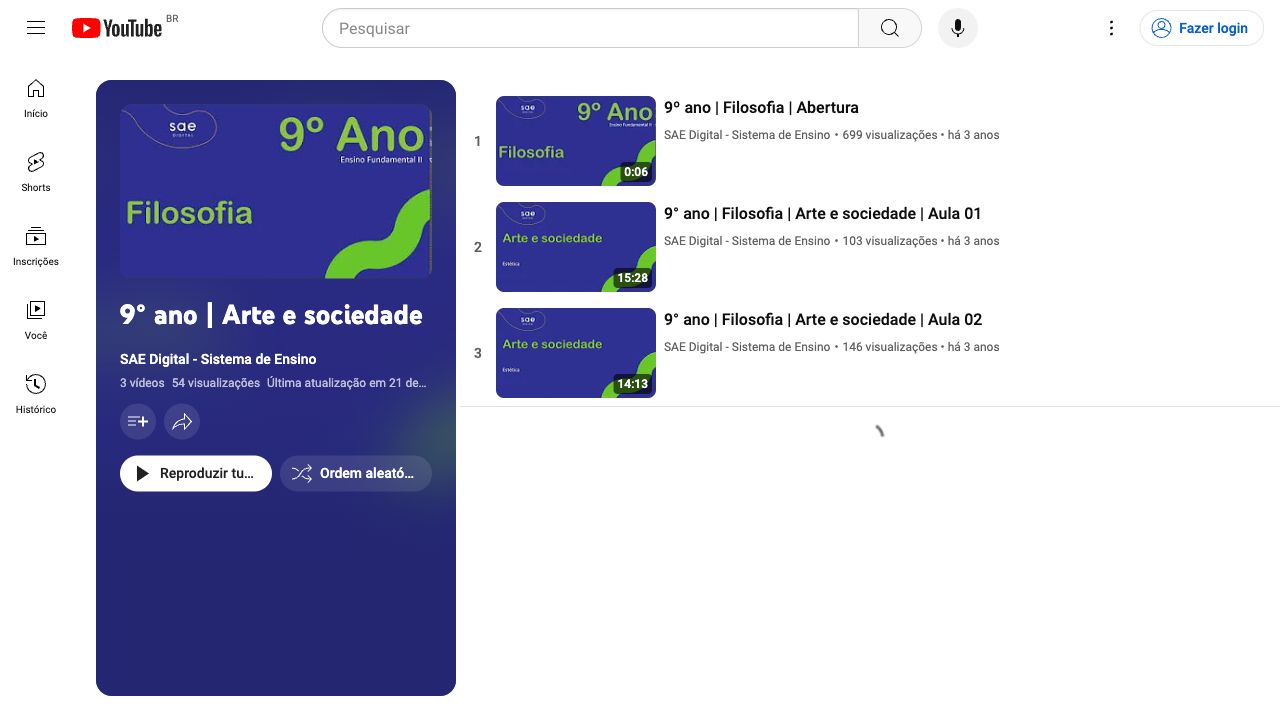 YouTube BR
Pesquisar
Fazer login
Início
Shorts
Inscrições
Você
Histórico
sae
DIGITAL
9º Ano
Ensino Fundamental II
Filosofia
9° ano | Arte e sociedade
SAE Digital - Sistema de Ensino
3 vídeos 54 visualizações Última atualização em 21 de...
Reproduzir tu...
Ordem aleató...
1
sae
9º Ano
Ensino Fundamental II
Filosofia
0:06
9º ano | Filosofia | Abertura
SAE Digital - Sistema de Ensino • 699 visualizações • há 3 anos
2
sae
Arte e sociedade
Estética
15:28
9° ano | Filosofia | Arte e sociedade | Aula 01
SAE Digital - Sistema de Ensino • 103 visualizações • há 3 anos
3
sae
Arte e sociedade
Estética
14:13
9° ano | Filosofia | Arte e sociedade | Aula 02
SAE Digital - Sistema de Ensino • 146 visualizações • há 3 anos